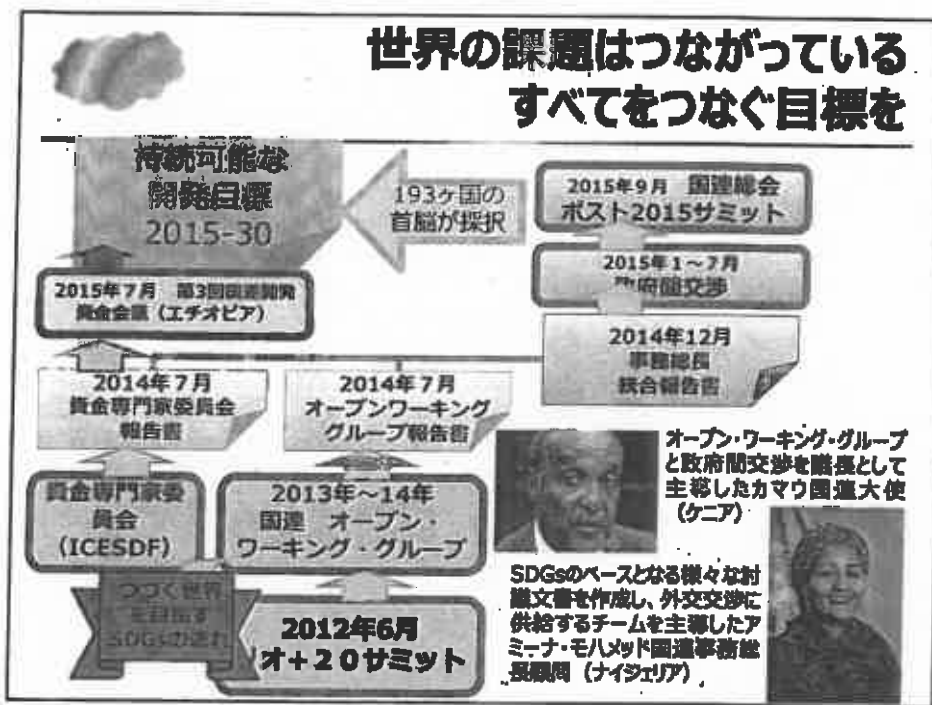 世界の課題はつながっている
すべてをつなぐ目標を
持続可能な
開発目標
2015-30
193ヶ国の
首脳が採択
2015年9月 国連総会
ポスト2015サミット
2015年1~7月
政府間交渉
2015年7月 第3回国連開発
資金会議(エチオピア)
2014年12月
事務総長
統合報告書
2014年7月
資金専門家委員会
報告書
2014年7月
オープンワーキング
グループ報告書
資金専門家委
員会
(ICESDF)
2013年~14年
国連 オープン・
ワーキング・グループ
オープン・ワーキング・グループ
と政府間交渉を議長として
主導したカマウ国連大使
(ケニア)
つづく世界
を目指す
SDGsの流れ
2012年6月
オ+20サミット
SDGsのベースとなる様々な討
議文書を作成し、外交交渉に
供給するチームを主導したア
ミーナ・モハメッド国連事務総
長顧問(ナイジェリア)